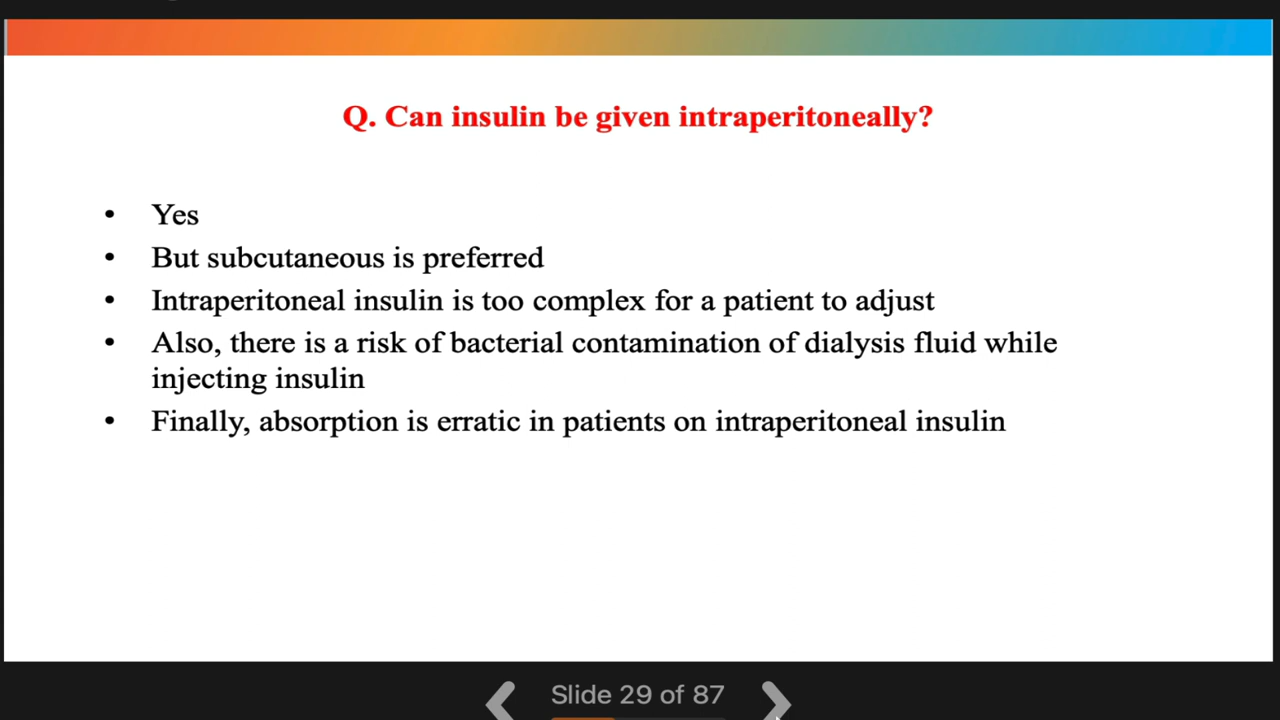 Q. Can insulin be given intraperitoneally?
• Yes
• But subcutaneous is preferred
• Intraperitoneal insulin is too complex for a patient to adjust
• Also, there is a risk of bacterial contamination of dialysis fluid while
injecting insulin
• Finally, absorption is erratic in patients on intraperitoneal insulin
Slide 29 of 87